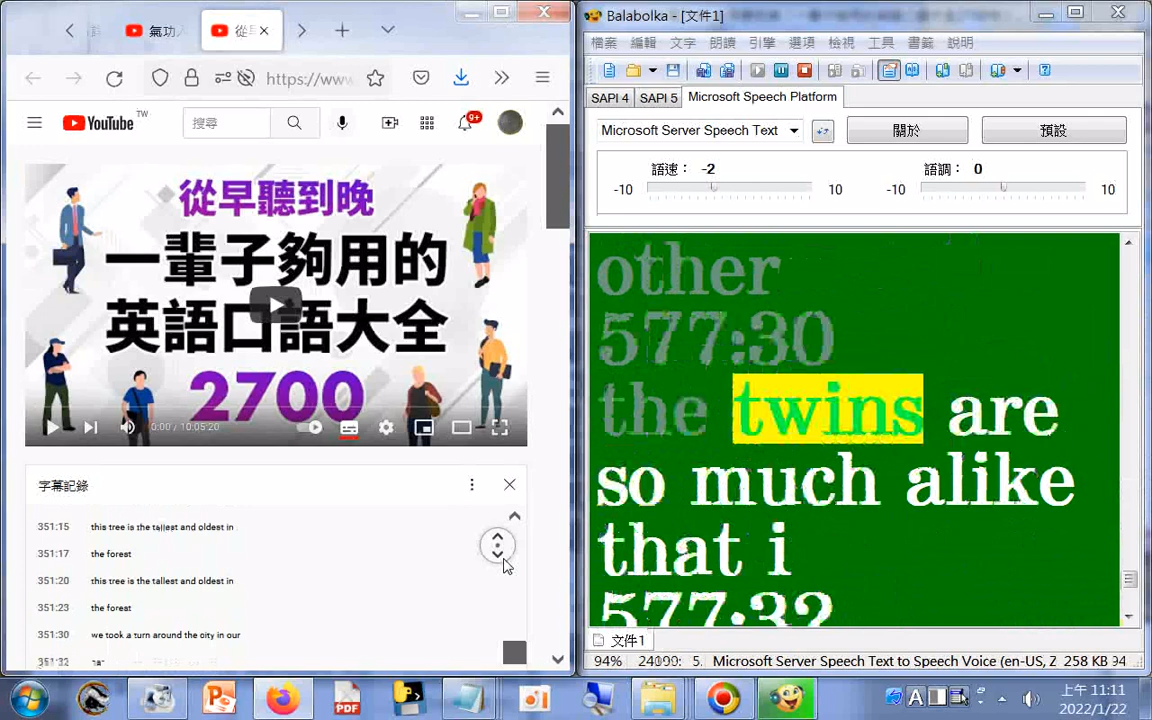 氣功
從早
https://www
YouTube TW
搜尋
9+
從早聽到晚
一輩子夠用的
英語口語大全
2700
0:00 / 10:05:20
字幕記錄
351:15 this tree is the tallest and oldest in
351:17 the forest
351:20 this tree is the tallest and oldest in
351:23 the forest
351:30 we took a turn around the city in our
351:32
Balabolka - [文件1]
檔案 編輯 文字 朗讀 引擎 選項 檢視 工具 書籤 說明
SAPI 4 SAPI 5 Microsoft Speech Platform
Microsoft Server Speech Text 關於 預設
語速： -2 語調： 0
-10 10 -10 10
other
577:30
the twins are
so much alike
that i
577:32
文件1
94% Microsoft Server Speech Text to Speech Voice (en-US, Z 258 KB 94
PDF
A
上午 11:11
2022/1/22